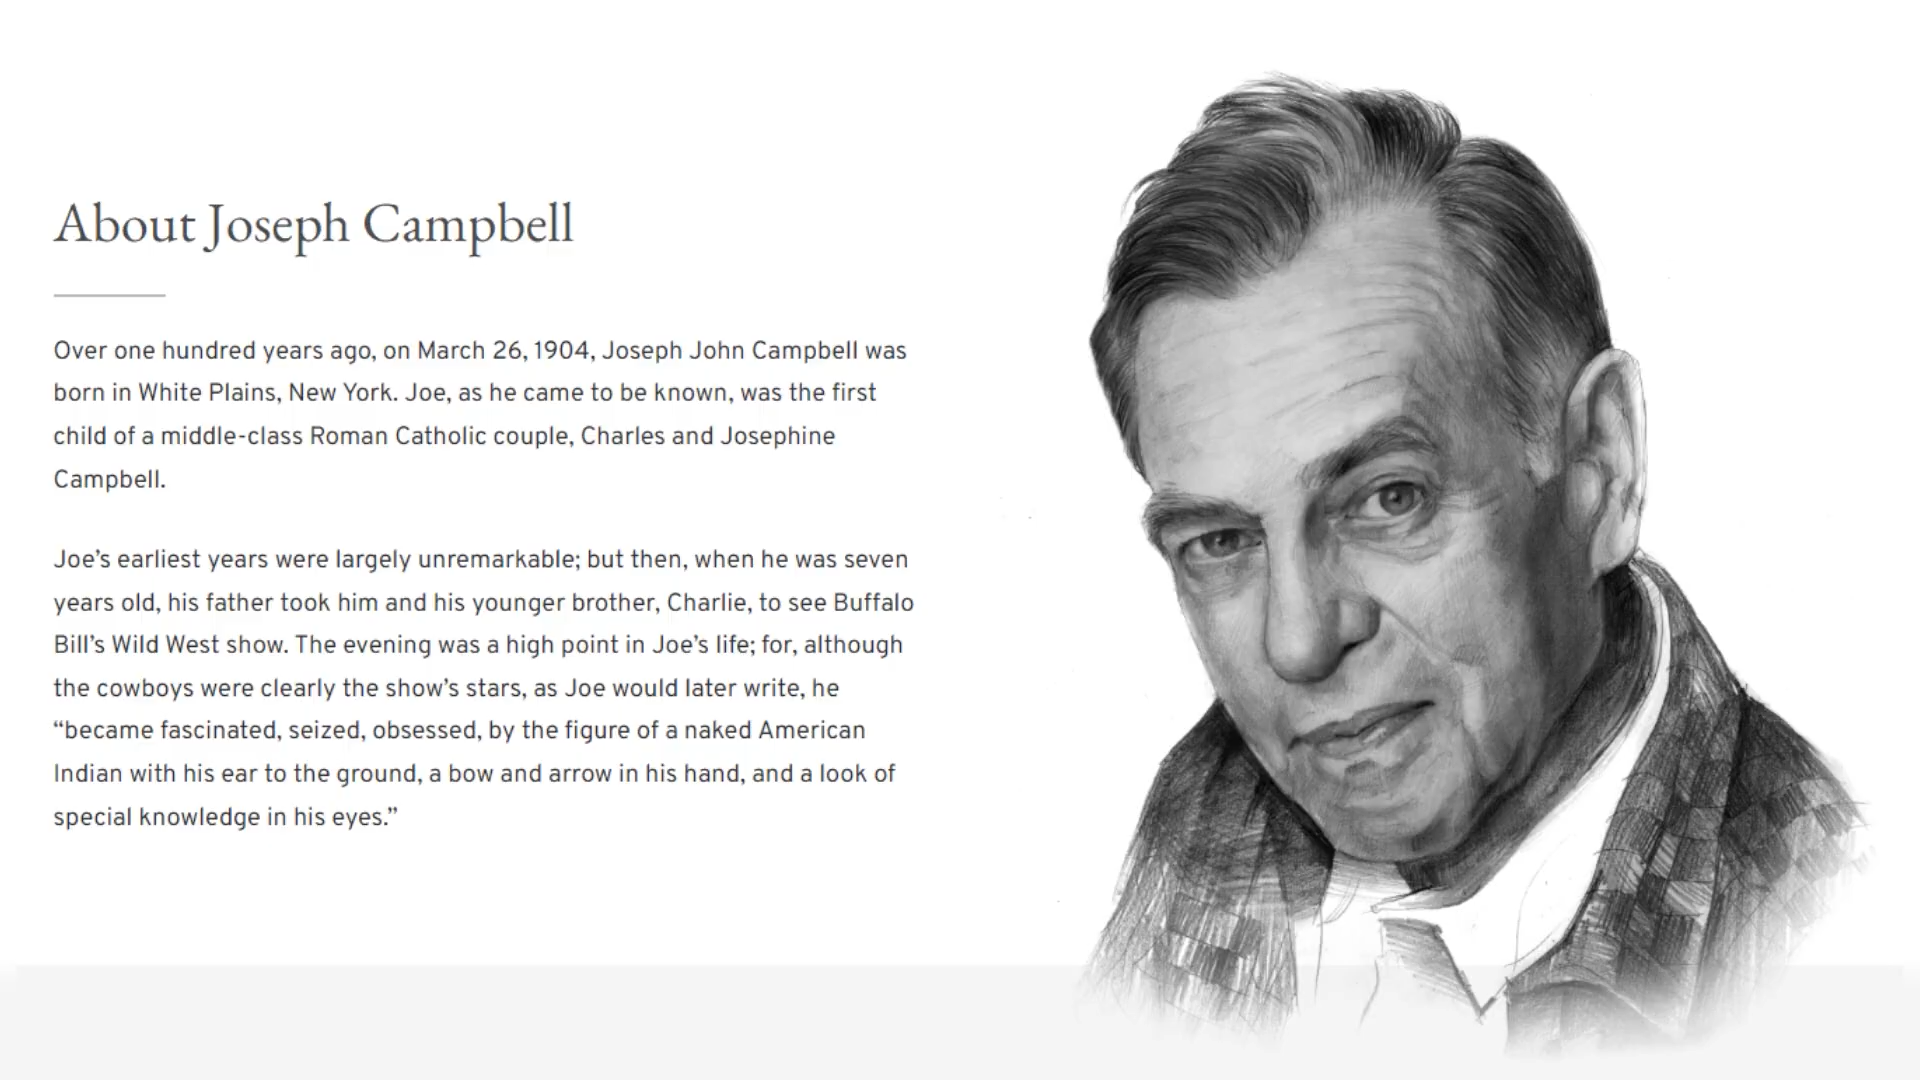 About Joseph Campbell
Over one hundred years ago, on March 26, 1904, Joseph John Campbell was
born in White Plains, New York. Joe, as he came to be known, was the first
child of a middle-class Roman Catholic couple, Charles and Josephine
Campbell.
Joe’s earliest years were largely unremarkable; but then, when he was seven
years old, his father took him and his younger brother, Charlie, to see Buffalo
Bill’s Wild West show. The evening was a high point in Joe’s life; for, although
the cowboys were clearly the show’s stars, as Joe would later write, he
“became fascinated, seized, obsessed, by the figure of a naked American
Indian with his ear to the ground, a bow and arrow in his hand, and a look of
special knowledge in his eyes.”